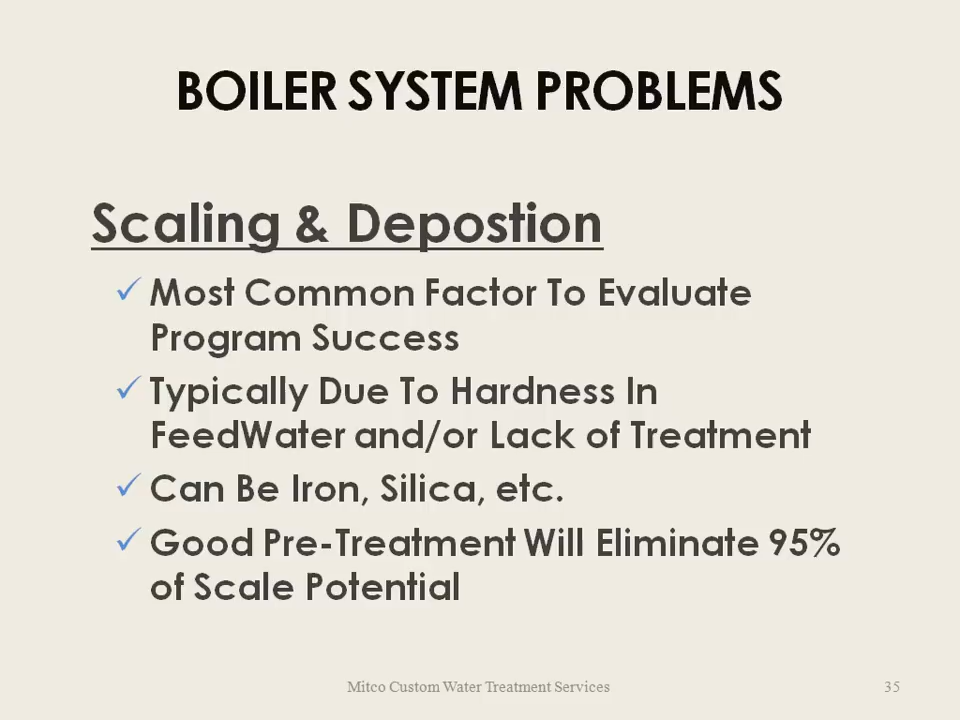 BOILER SYSTEM PROBLEMS
Scaling & Depostion
Most Common Factor To Evaluate
Program Success
Typically Due To Hardness In
FeedWater and/or Lack of Treatment
Can Be Iron, Silica, etc.
Good Pre-Treatment Will Eliminate 95%
of Scale Potential
Mitco Custom Water Treatment Services
35